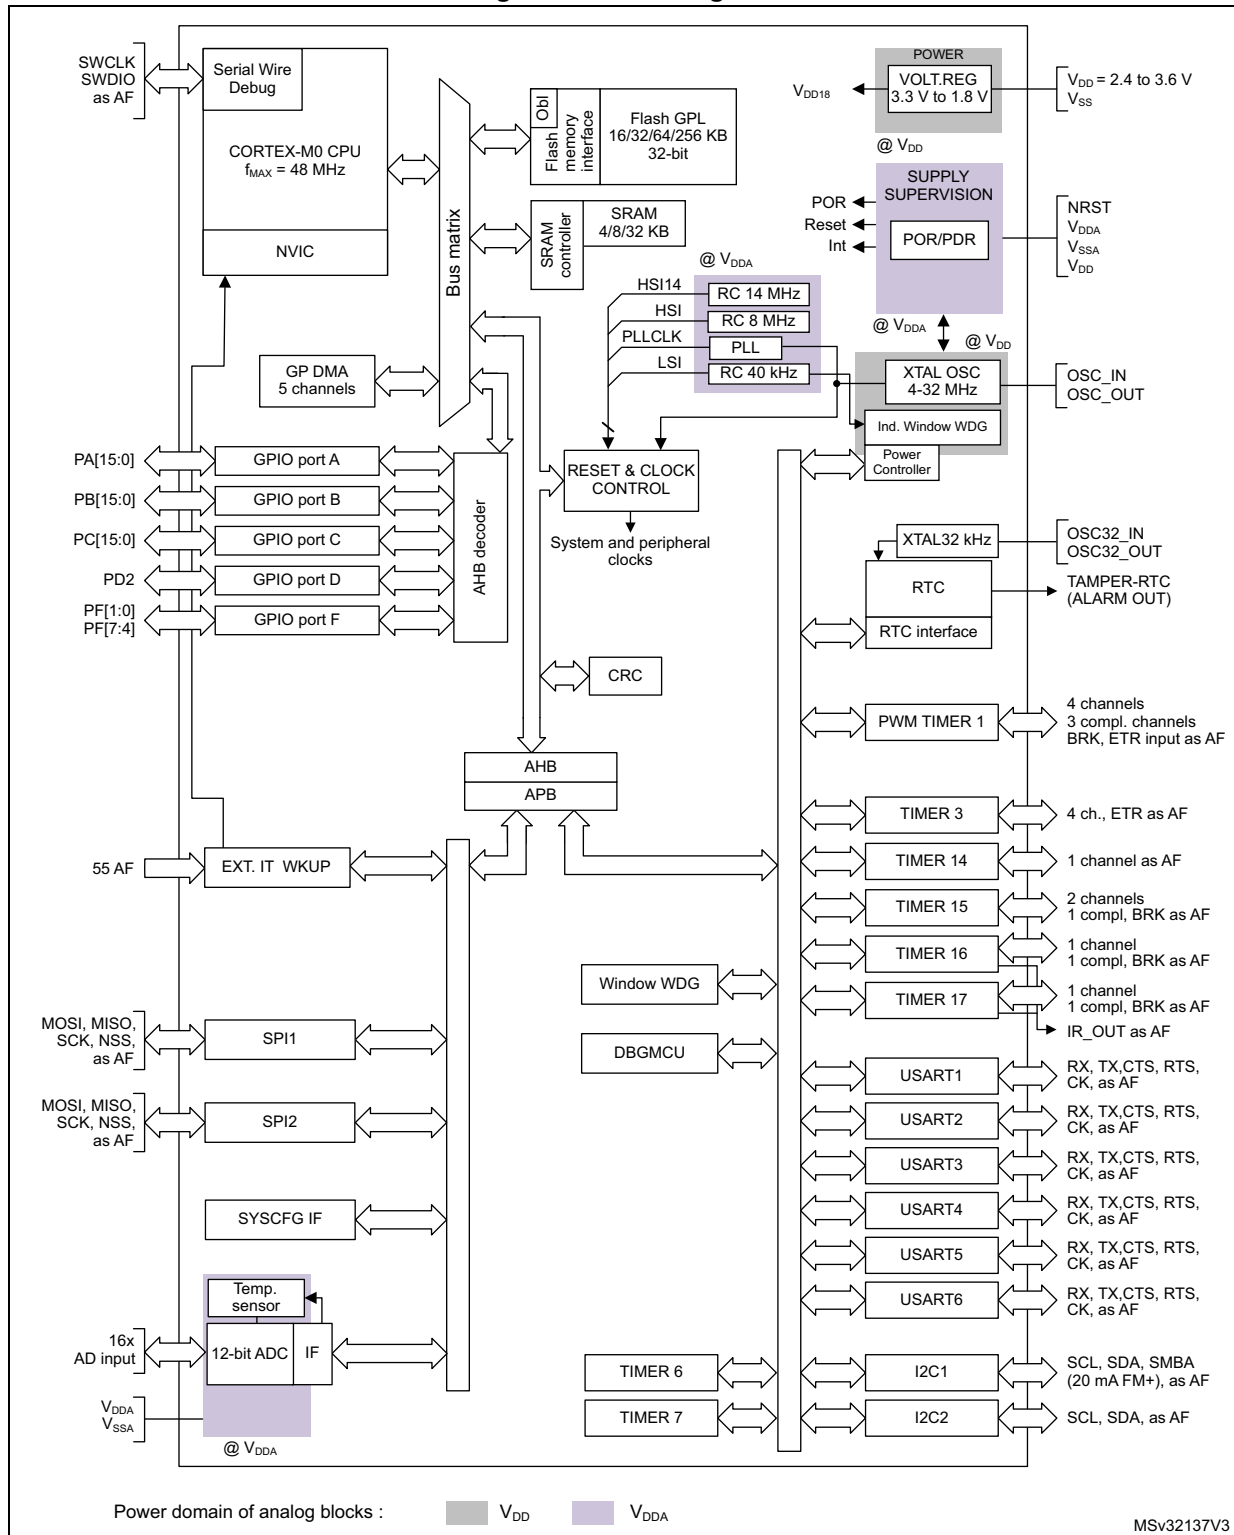 SWCLK
SWDIO
as AF
Serial Wire
Debug
CORTEX-M0 CPU
fMAX = 48 MHz
NVIC
Bus matrix
Obl
Flash
memory
interface
Flash GPL
16/32/64/256 KB
32-bit
SRAM
controller
SRAM
4/8/32 KB
POWER
VOLT.REG
3.3 V to 1.8 V
VDD18
VDD = 2.4 to 3.6 V
VSS
@ VDD
SUPPLY
SUPERVISION
POR
Reset
Int
POR/PDR
NRST
VDDA
VSSA
VDD
@ VDDA
HSI14
RC 14 MHz
HSI
RC 8 MHz
PLLCLK
PLL
LSI
RC 40 kHz
@ VDDA
@ VDD
XTAL OSC
4-32 MHz
OSC_IN
OSC_OUT
Ind. Window WDG
Power
Controller
GP DMA
5 channels
PA[15:0]
GPIO port A
PB[15:0]
GPIO port B
PC[15:0]
GPIO port C
PD2
GPIO port D
PF[1:0]
PF[7:4]
GPIO port F
AHB decoder
RESET & CLOCK
CONTROL
System and peripheral
clocks
XTAL32 kHz
OSC32_IN
OSC32_OUT
RTC
TAMPER-RTC
(ALARM OUT)
RTC interface
CRC
PWM TIMER 1
4 channels
3 compl. channels
BRK, ETR input as AF
AHB
APB
TIMER 3
4 ch., ETR as AF
55 AF
EXT. IT WKUP
TIMER 14
1 channel as AF
TIMER 15
2 channels
1 compl, BRK as AF
TIMER 16
1 channel
1 compl, BRK as AF
Window WDG
TIMER 17
1 channel
1 compl, BRK as AF
IR_OUT as AF
MOSI, MISO,
SCK, NSS,
as AF
SPI1
DBGMCU
USART1
RX, TX,CTS, RTS,
CK, as AF
MOSI, MISO,
SCK, NSS,
as AF
SPI2
USART2
RX, TX,CTS, RTS,
CK, as AF
USART3
RX, TX,CTS, RTS,
CK, as AF
SYSCFG IF
USART4
RX, TX,CTS, RTS,
CK, as AF
USART5
RX, TX,CTS, RTS,
CK, as AF
USART6
RX, TX,CTS, RTS,
CK, as AF
Temp.
sensor
16x
AD input
12-bit ADC
IF
VDDA
VSSA
@ VDDA
TIMER 6
I2C1
SCL, SDA, SMBA
(20 mA FM+), as AF
TIMER 7
I2C2
SCL, SDA, as AF
Power domain of analog blocks :
VDD
VDDA
MSv32137V3